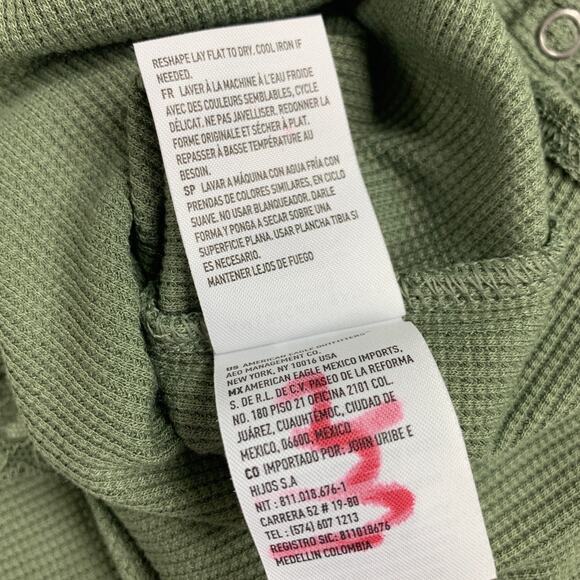 RESHAPE LAY FLAT TO DRY. COOL IRON IF
NEEDED.
FR LAVER À LA MACHINE À L'EAU FROIDE
AVEC DES COULEURS SEMBLABLES, CYCLE
DÉLICAT. NE PAS JAVELLISER. REDONNER LA
FORME ORIGINALE ET SÉCHER À PLAT.
REPASSER À BASSE TEMPÉRATURE AU
BESOIN.
SP LAVAR A MÁQUINA CON AGUA FRÍA CON
PRENDAS DE COLORES SIMILARES, EN CICLO
SUAVE. NO USAR BLANQUEADOR. DARLE
FORMA Y PONGA A SECAR SOBRE UNA
SUPERFICIE PLANA. USAR PLANCHA TIBIA SI
ES NECESARIO.
MANTENER LEJOS DE FUEGO
US AMERICAN EAGLE OUTFITTERS™
AEO MANAGEMENT CO.
NEW YORK, NY 10016 USA
MX AMERICAN EAGLE MEXICO IMPORTS,
S. DE R.L. DE C.V. PASEO DE LA REFORMA
NO. 180 PISO 21 OFICINA 2101 COL.
JUÁREZ, CUAUHTÉMOC, CIUDAD DE
MEXICO, 06600, MEXICO
CO IMPORTADO POR: JOHN URIBE E
HIJOS S.A
NIT : 811.018.676-1
CARRERA 52 # 19-80
TEL : (574) 607 1213
REGISTRO SIC: 811018676
MEDELLIN COLOMBIA